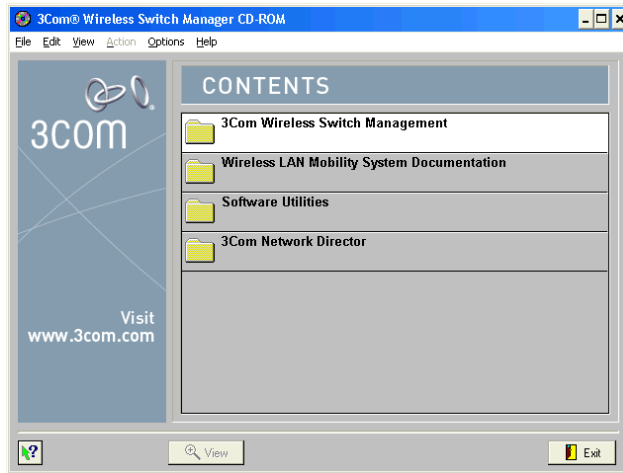 3Com® Wireless Switch Manager CD-ROM
File Edit View Action Options Help
3COM
CONTENTS
3Com Wireless Switch Management
Wireless LAN Mobility System Documentation
Software Utilities
3Com Network Director
Visit
www.3com.com
View
Exit